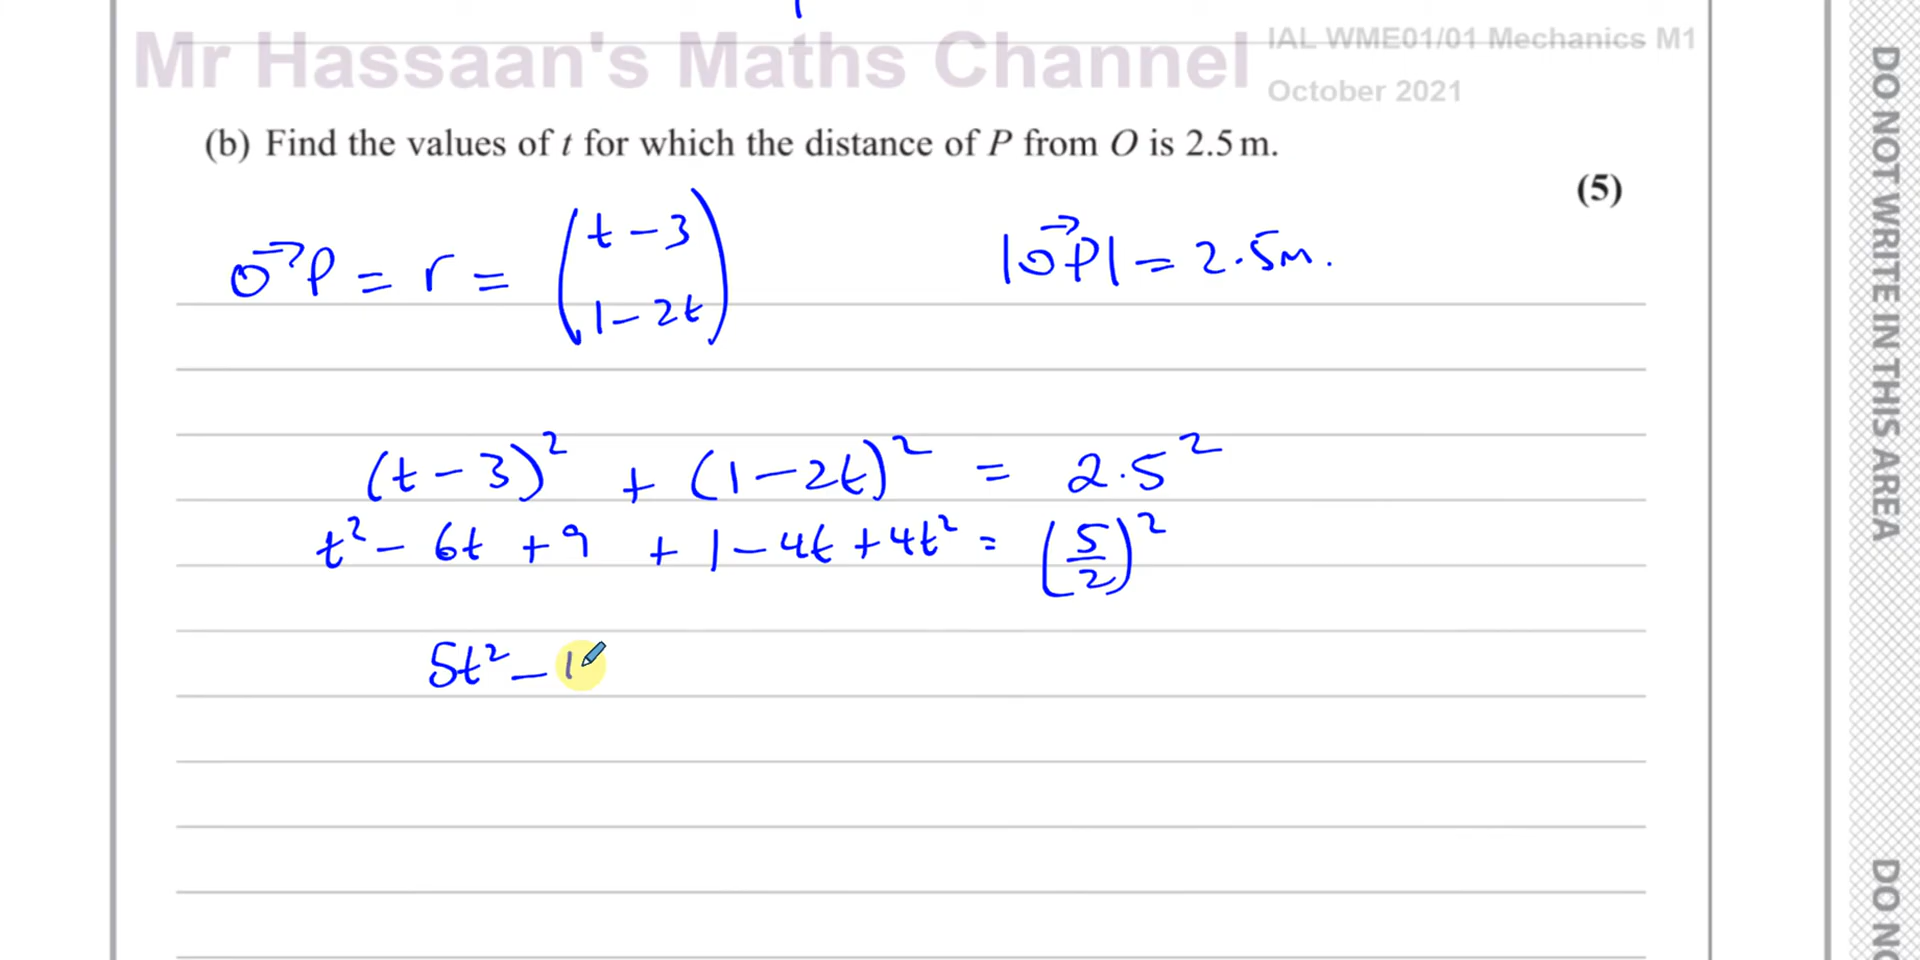 Mr Hassaan's Maths Channel
IAL WME01/01 Mechanics M1
October 2021
(b) Find the values of t for which the distance of P from O is 2.5 m.
(5)
OP→ = r = (t − 3
1 − 2t)
|OP→| = 2.5m.
(t − 3)² + (1 − 2t)² = 2.5²
t² − 6t + 9 + 1 − 4t + 4t² = (5/2)²
5t² − 1
DO NOT WRITE IN THIS AREA
DO NO